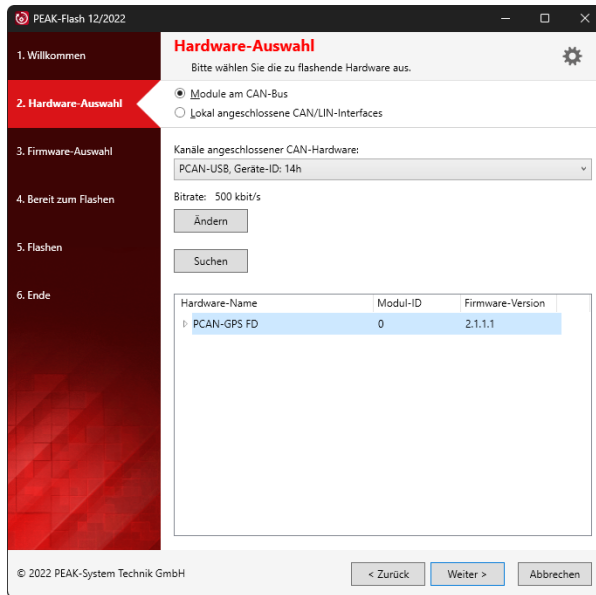 PEAK-Flash 12/2022
1. Willkommen
2. Hardware-Auswahl
3. Firmware-Auswahl
4. Bereit zum Flashen
5. Flashen
6. Ende
Hardware-Auswahl
Bitte wählen Sie die zu flashende Hardware aus.
Module am CAN-Bus
Lokal angeschlossene CAN/LIN-Interfaces
Kanäle angeschlossener CAN-Hardware:
PCAN-USB, Geräte-ID: 14h
Bitrate: 500 kbit/s
Ändern
Suchen
Hardware-Name Modul-ID Firmware-Version
PCAN-GPS FD 0 2.1.1.1
© 2022 PEAK-System Technik GmbH
< Zurück Weiter > Abbrechen